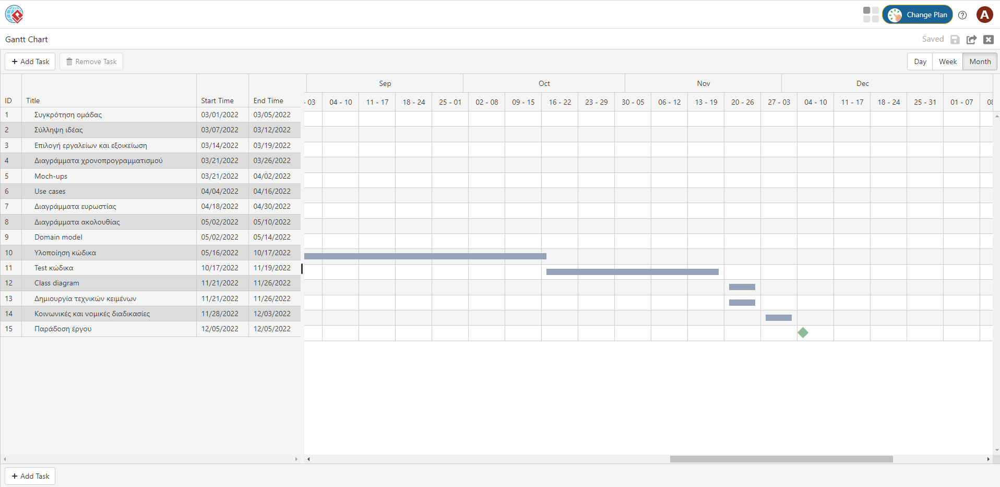 Change Plan
?
A
Gantt Chart
Saved
+ Add Task
Remove Task
Day Week Month
Sep Oct Nov Dec
ID Title Start Time End Time
- 03 04 - 10 11 - 17 18 - 24 25 - 01 02 - 08 09 - 15 16 - 22 23 - 29 30 - 05 06 - 12 13 - 19 20 - 26 27 - 03 04 - 10 11 - 17 18 - 24 25 - 31 01 - 07
1 Συγκρότηση ομάδας 03/01/2022 03/05/2022
2 Σύλληψη ιδέας 03/07/2022 03/12/2022
3 Επιλογή εργαλείων και εξοικείωση 03/14/2022 03/19/2022
4 Διαγράμματα χρονοπρογραμματισμού 03/21/2022 03/26/2022
5 Moch-ups 03/21/2022 04/02/2022
6 Use cases 04/04/2022 04/16/2022
7 Διαγράμματα ευρωστίας 04/18/2022 04/30/2022
8 Διαγράμματα ακολουθίας 05/02/2022 05/10/2022
9 Domain model 05/02/2022 05/14/2022
10 Υλοποίηση κώδικα 05/16/2022 10/17/2022
11 Test κώδικα 10/17/2022 11/19/2022
12 Class diagram 11/21/2022 11/26/2022
13 Δημιουργία τεχνικών κειμένων 11/21/2022 11/26/2022
14 Κοινωνικές και νομικές διαδικασίες 11/28/2022 12/03/2022
15 Παράδοση έργου 12/05/2022 12/05/2022
+ Add Task